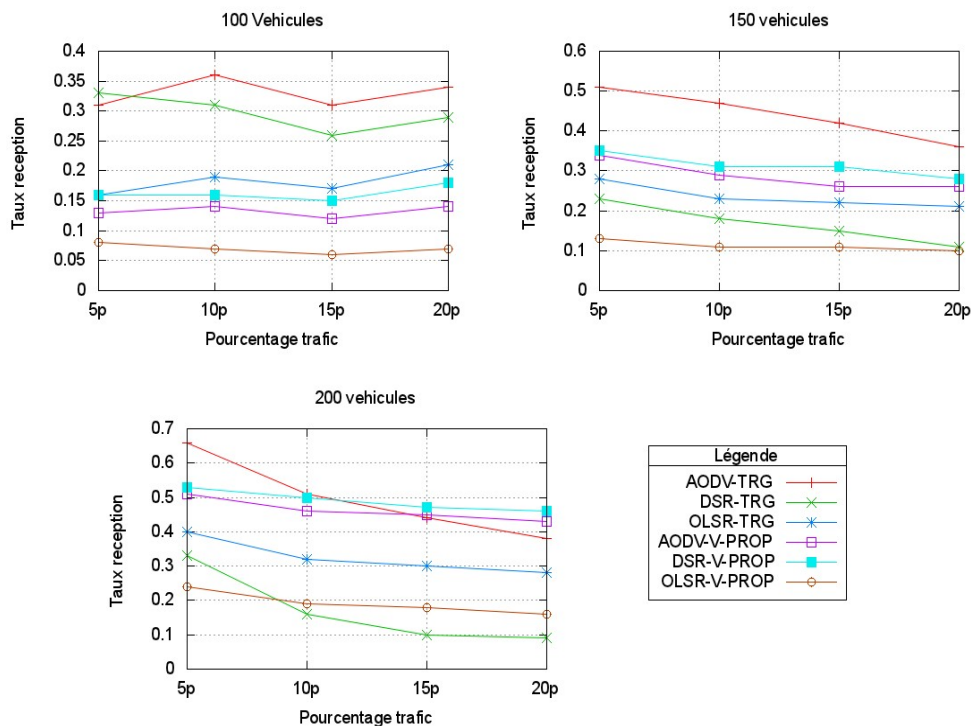 100 Vehicules
0.4
0.35
0.3
0.25
0.2
0.15
0.1
0.05
0
Taux reception
5p 10p 15p 20p
Pourcentage trafic
150 vehicules
0.6
0.5
0.4
0.3
0.2
0.1
0
Taux reception
5p 10p 15p 20p
Pourcentage trafic
200 vehicules
0.7
0.6
0.5
0.4
0.3
0.2
0.1
0
Taux reception
5p 10p 15p 20p
Pourcentage trafic
Légende
AODV-TRG
DSR-TRG
OLSR-TRG
AODV-V-PROP
DSR-V-PROP
OLSR-V-PROP